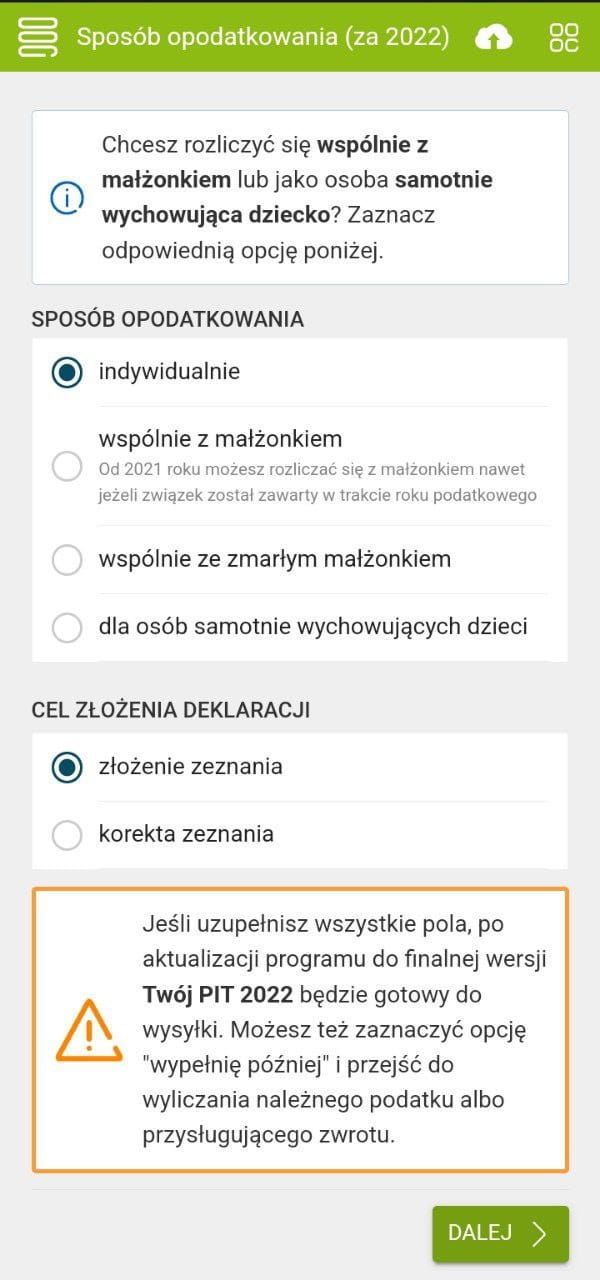 Sposób opodatkowania (za 2022)
Chcesz rozliczyć się wspólnie z
małżonkiem lub jako osoba samotnie
wychowująca dziecko? Zaznacz
odpowiednią opcję poniżej.
SPOSÓB OPODATKOWANIA
indywidualnie
wspólnie z małżonkiem
Od 2021 roku możesz rozliczać się z małżonkiem nawet
jeżeli związek został zawarty w trakcie roku podatkowego
wspólnie ze zmarłym małżonkiem
dla osób samotnie wychowujących dzieci
CEL ZŁOŻENIA DEKLARACJI
złożenie zeznania
korekta zeznania
Jeśli uzupełnisz wszystkie pola, po
aktualizacji programu do finalnej wersji
Twój PIT 2022 będzie gotowy do
wysyłki. Możesz też zaznaczyć opcję
"wypełnię później" i przejść do
wyliczania należnego podatku albo
przysługującego zwrotu.
DALEJ